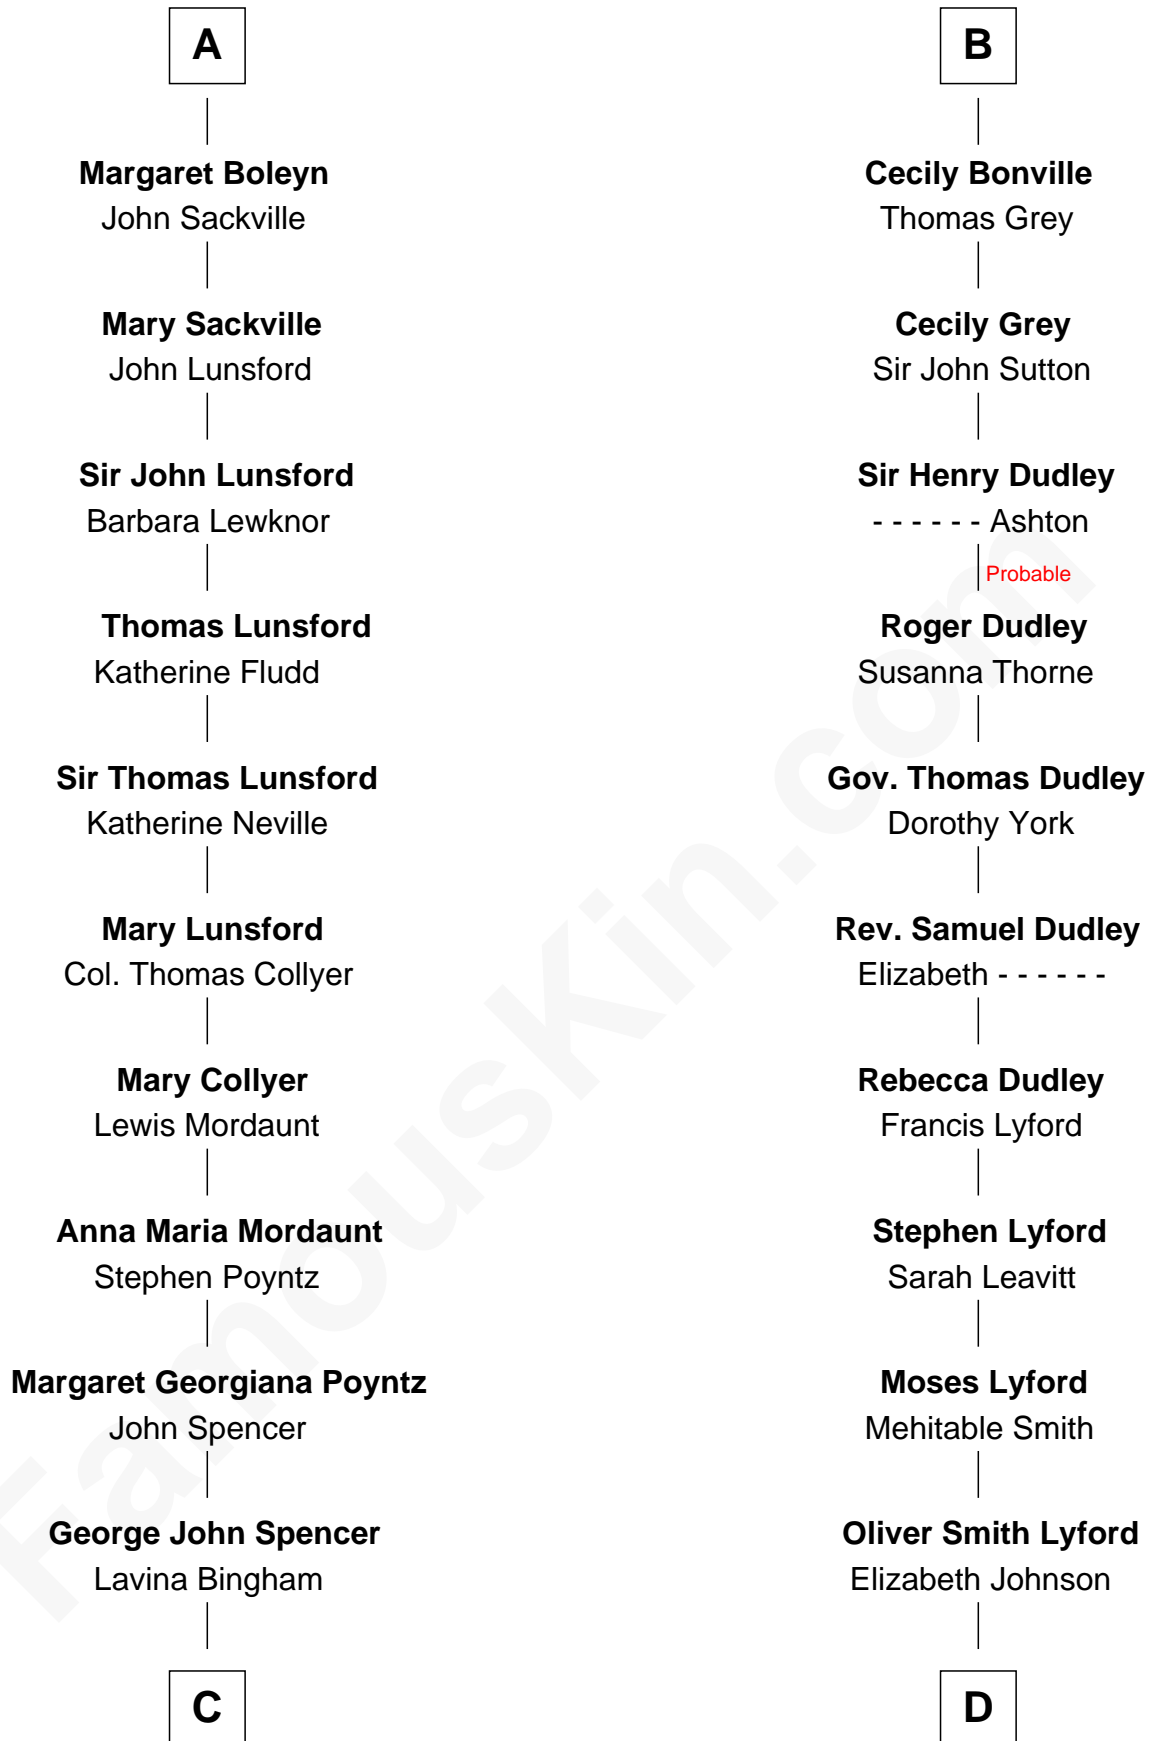 A
Margaret Boleyn
John Sackville
Mary Sackville
John Lunsford
Sir John Lunsford
Barbara Lewknor
Thomas Lunsford
Katherine Fludd
Sir Thomas Lunsford
Katherine Neville
Mary Lunsford
Col. Thomas Collyer
Mary Collyer
Lewis Mordaunt
Anna Maria Mordaunt
Stephen Poyntz
Margaret Georgiana Poyntz
John Spencer
George John Spencer
Lavina Bingham
C
B
Cecily Bonville
Thomas Grey
Cecily Grey
Sir John Sutton
Sir Henry Dudley
- - - - - - Ashton
Probable
Roger Dudley
Susanna Thorne
Gov. Thomas Dudley
Dorothy York
Rev. Samuel Dudley
Elizabeth - - - - - -
Rebecca Dudley
Francis Lyford
Stephen Lyford
Sarah Leavitt
Moses Lyford
Mehitable Smith
Oliver Smith Lyford
Elizabeth Johnson
D
FamousKin.com